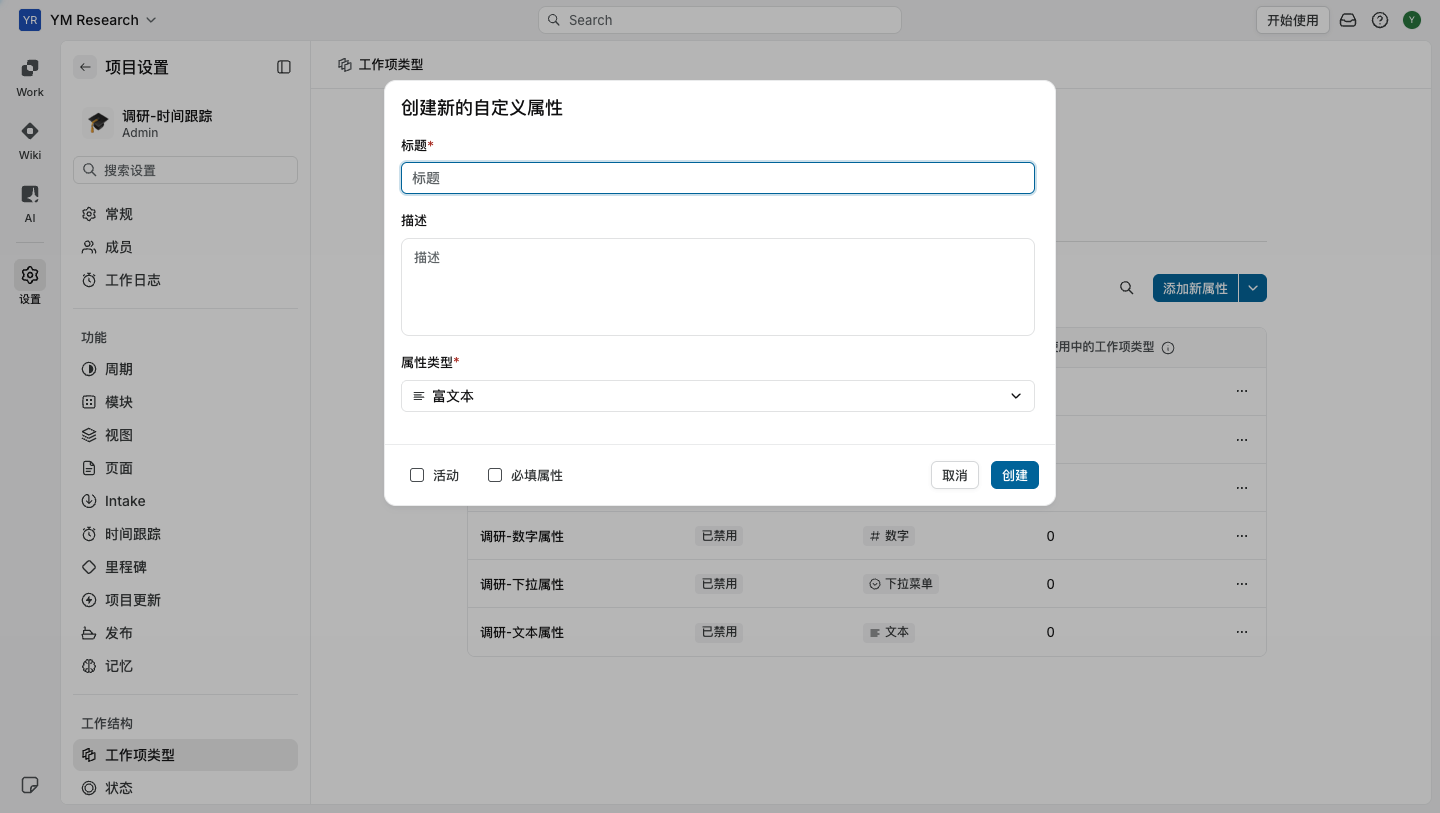 YR YM Research
Search
开始使用
Y
Work
Wiki
AI
设置
项目设置
调研-时间跟踪
Admin
搜索设置
常规
成员
工作日志
功能
周期
模块
视图
页面
Intake
时间跟踪
里程碑
项目更新
发布
记忆
工作结构
工作项类型
状态
工作项类型
创建新的自定义属性
标题*
标题
描述
描述
属性类型*
富文本
活动
必填属性
取消
创建
添加新属性
用中的工作项类型
调研-数字属性 已禁用 数字 0
调研-下拉属性 已禁用 下拉菜单 0
调研-文本属性 已禁用 文本 0